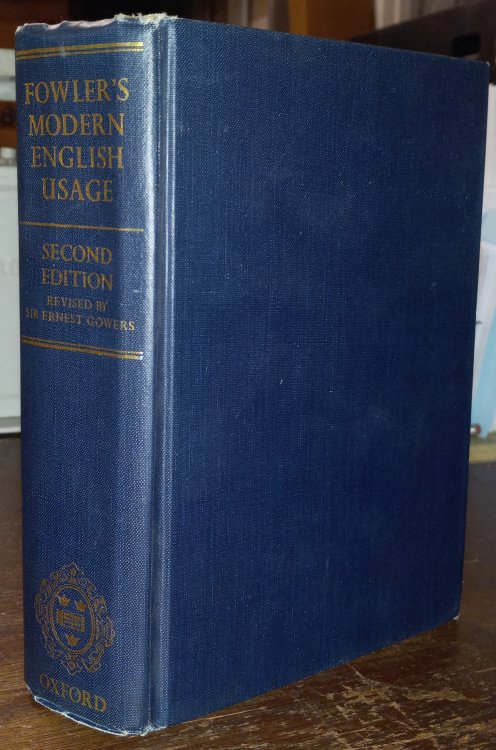 FOWLER'S
MODERN
ENGLISH
USAGE
SECOND
EDITION
REVISED BY
SIR ERNEST GOWERS
OXFORD